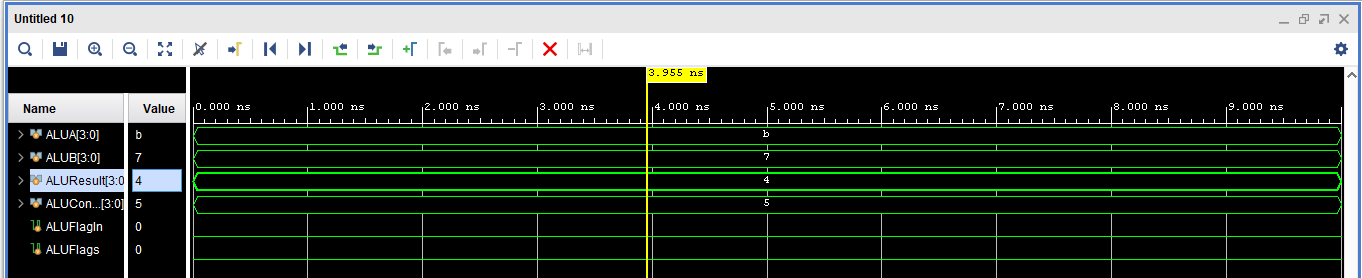 Untitled 10
3.955 ns
Name Value 0.000 ns 1.000 ns 2.000 ns 3.000 ns 4.000 ns 5.000 ns 6.000 ns 7.000 ns 8.000 ns 9.000 ns
ALUA[3:0] b b
ALUB[3:0] 7 7
ALUResult[3:0 4 4
ALUCon...[3:0] 5 5
ALUFlagIn 0
ALUFlags 0